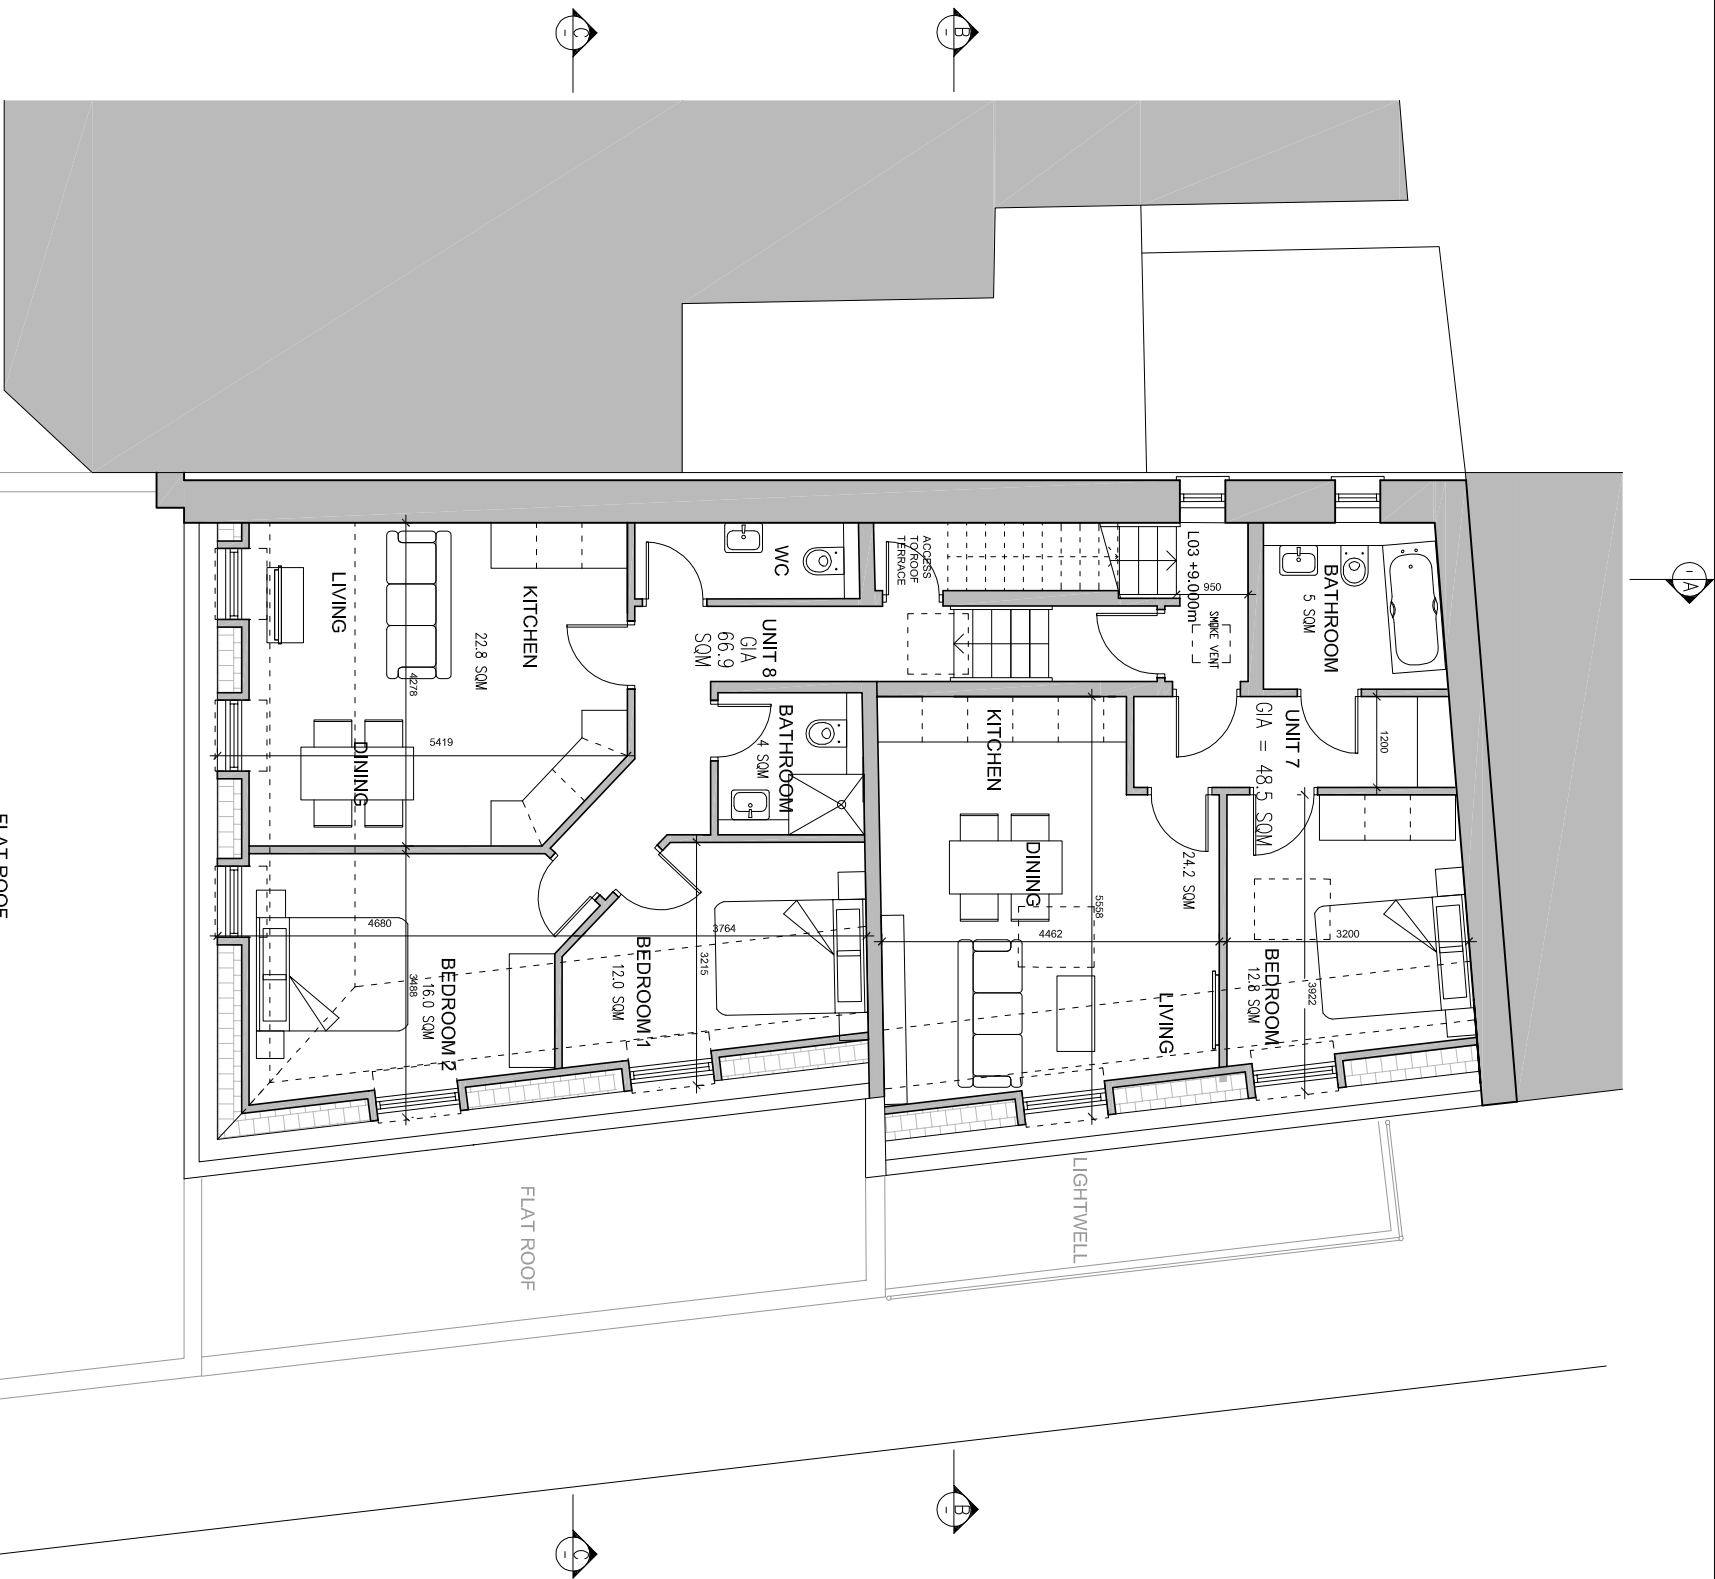 C
-
B
-
A
-
LIVING
KITCHEN
22.8 SQM
4278
DINING
5419
WC
UNIT 8
GIA
66.9
SQM
ACCESS
TO ROOF
TERRACE
L03 +9.000m
950
SMOKE VENT
BATHROOM
5 SQM
UNIT 7
GIA = 48.5 SQM
1200
BATHROOM
4 SQM
KITCHEN
DINING
24.2 SQM
5558
4462
LIVING
3200
BEDROOM
12.8 SQM
3922
4680
3764
3215
BEDROOM 1
12.0 SQM
BEDROOM 2
16.0 SQM
3488
FLAT ROOF
FLAT ROOF
LIGHTWELL
C
-
B
-